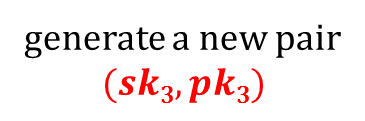 generate a new pair
(sk₃, pk₃)